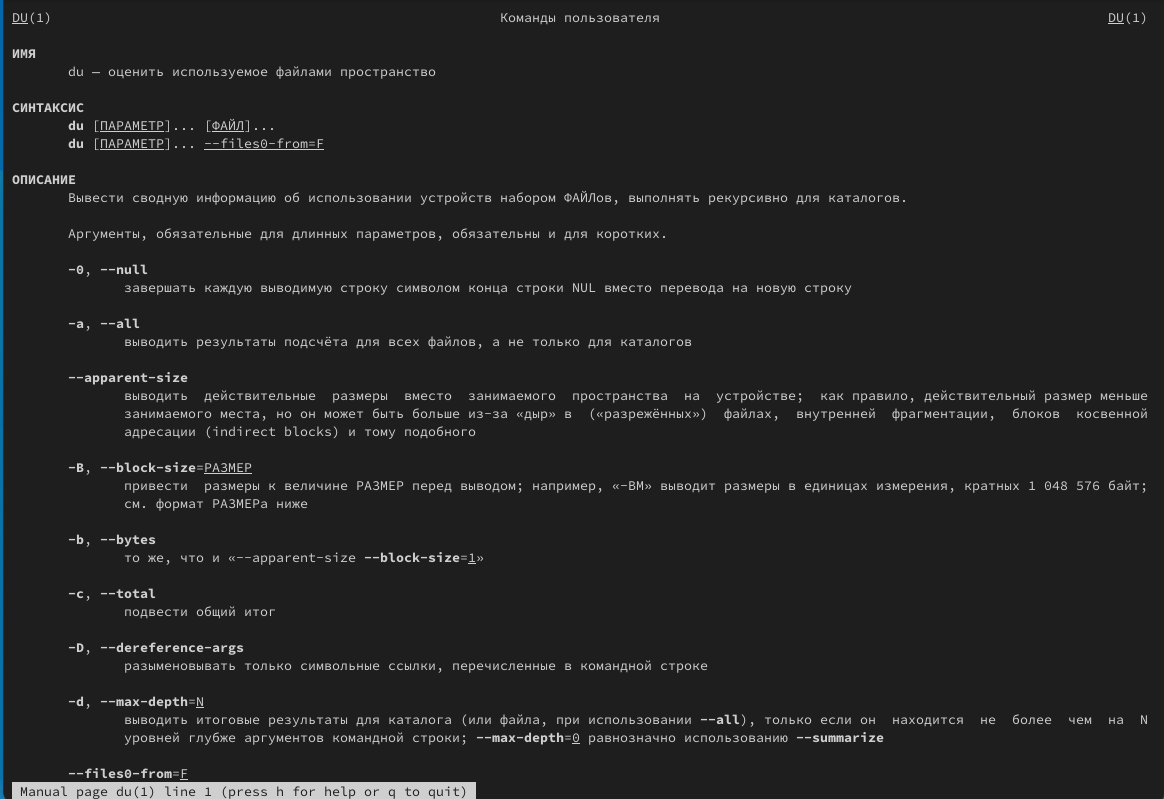 DU(1) Команды пользователя DU(1)
ИМЯ
du — оценить используемое файлами пространство
СИНТАКСИС
du [ПАРАМЕТР]... [ФАЙЛ]...
du [ПАРАМЕТР]... --files0-from=F
ОПИСАНИЕ
Вывести сводную информацию об использовании устройств набором ФАЙЛов, выполнять рекурсивно для каталогов.
Аргументы, обязательные для длинных параметров, обязательны и для коротких.
-0, --null
завершать каждую выводимую строку символом конца строки NUL вместо перевода на новую строку
-a, --all
выводить результаты подсчёта для всех файлов, а не только для каталогов
--apparent-size
выводить действительные размеры вместо занимаемого пространства на устройстве; как правило, действительный размер меньше
занимаемого места, но он может быть больше из-за «дыр» в («разрежённых») файлах, внутренней фрагментации, блоков косвенной
адресации (indirect blocks) и тому подобного
-B, --block-size=РАЗМЕР
привести размеры к величине РАЗМЕР перед выводом; например, «-BM» выводит размеры в единицах измерения, кратных 1 048 576 байт;
см. формат РАЗМЕРа ниже
-b, --bytes
то же, что и «--apparent-size --block-size=1»
-c, --total
подвести общий итог
-D, --dereference-args
разыменовывать только символьные ссылки, перечисленные в командной строке
-d, --max-depth=N
выводить итоговые результаты для каталога (или файла, при использовании --all), только если он находится не более чем на N
уровней глубже аргументов командной строки; --max-depth=0 равнозначно использованию --summarize
--files0-from=F
Manual page du(1) line 1 (press h for help or q to quit)